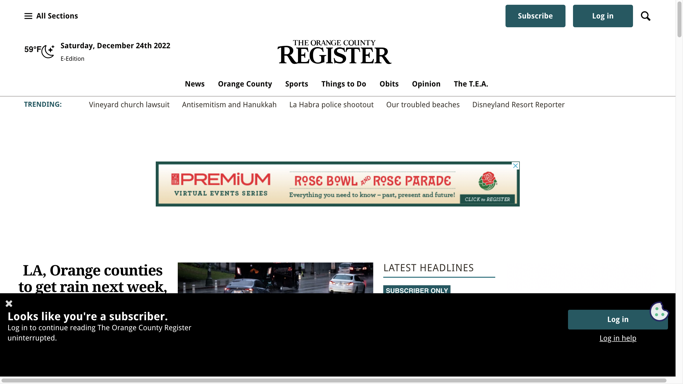 All Sections
Subscribe
Log in
59°F
Saturday, December 24th 2022
E-Edition
THE ORANGE COUNTY
REGISTER
News
Orange County
Sports
Things to Do
Obits
Opinion
The T.E.A.
TRENDING:
Vineyard church lawsuit
Antisemitism and Hanukkah
La Habra police shootout
Our troubled beaches
Disneyland Resort Reporter
PREMIUM
VIRTUAL EVENTS SERIES
ROSE BOWL AND ROSE PARADE
Everything you need to know – past, present and future!
CLICK to REGISTER
LA, Orange counties
to get rain next week,
LATEST HEADLINES
SUBSCRIBER ONLY
Looks like you're a subscriber.
Log in to continue reading The Orange County Register
uninterrupted.
Log in
Log in help